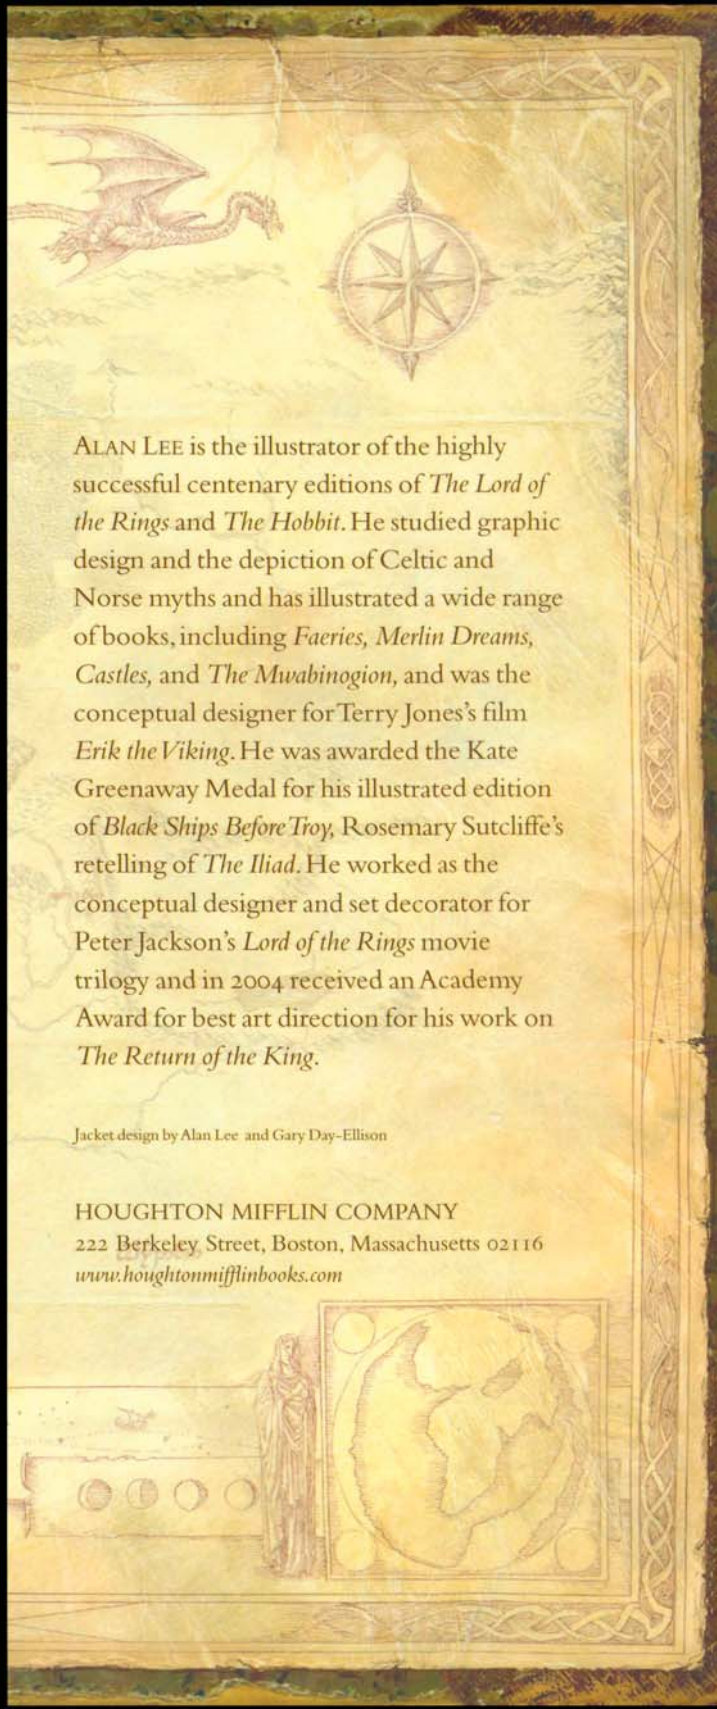 ALAN LEE is the illustrator of the highly
successful centenary editions of The Lord of
the Rings and The Hobbit. He studied graphic
design and the depiction of Celtic and
Norse myths and has illustrated a wide range
of books, including Faeries, Merlin Dreams,
Castles, and The Mwabinogion, and was the
conceptual designer for Terry Jones's film
Erik the Viking. He was awarded the Kate
Greenaway Medal for his illustrated edition
of Black Ships Before Troy, Rosemary Sutcliffe's
retelling of The Iliad. He worked as the
conceptual designer and set decorator for
Peter Jackson's Lord of the Rings movie
trilogy and in 2004 received an Academy
Award for best art direction for his work on
The Return of the King.
Jacket design by Alan Lee and Gary Day-Ellison
HOUGHTON MIFFLIN COMPANY
222 Berkeley Street, Boston, Massachusetts 02116
www.houghtonmifflinbooks.com